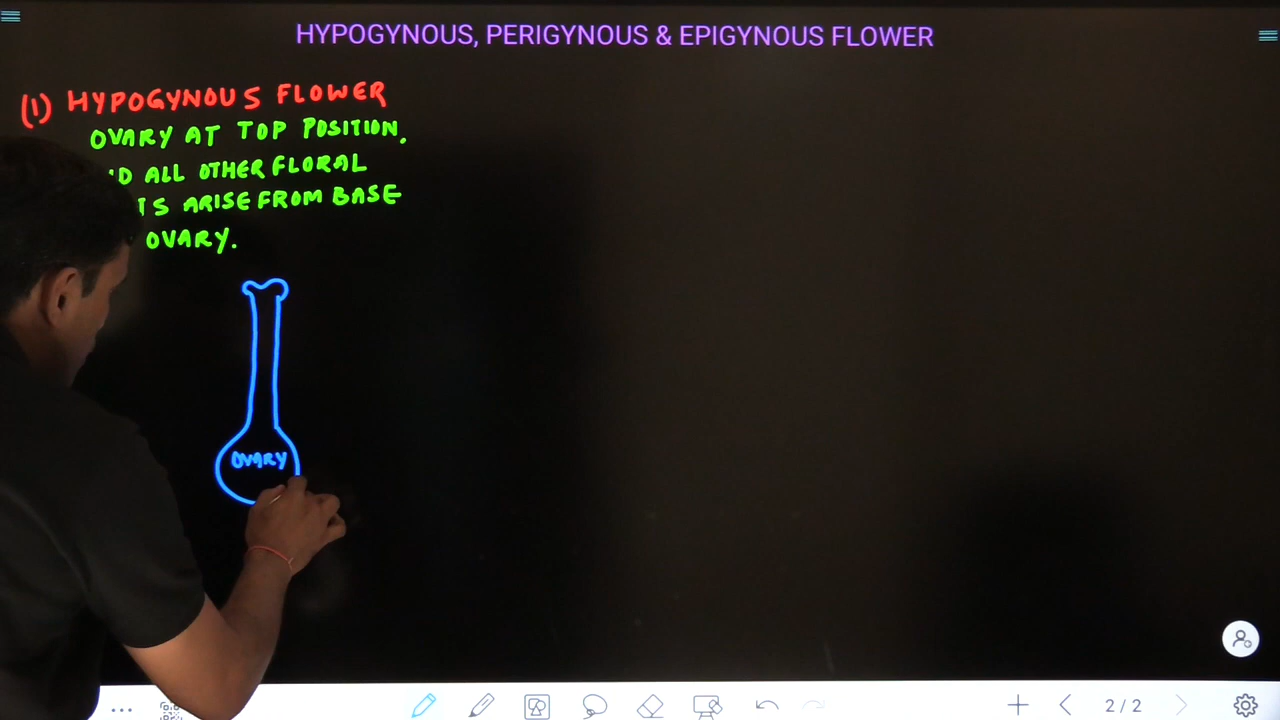 HYPOGYNOUS, PERIGYNOUS & EPIGYNOUS FLOWER
(1) HYPOGYNOUS FLOWER
OVARY AT TOP POSITION.
ALL OTHER FLORAL
ARISE FROM BASE
OVARY.
OVARY
2/2